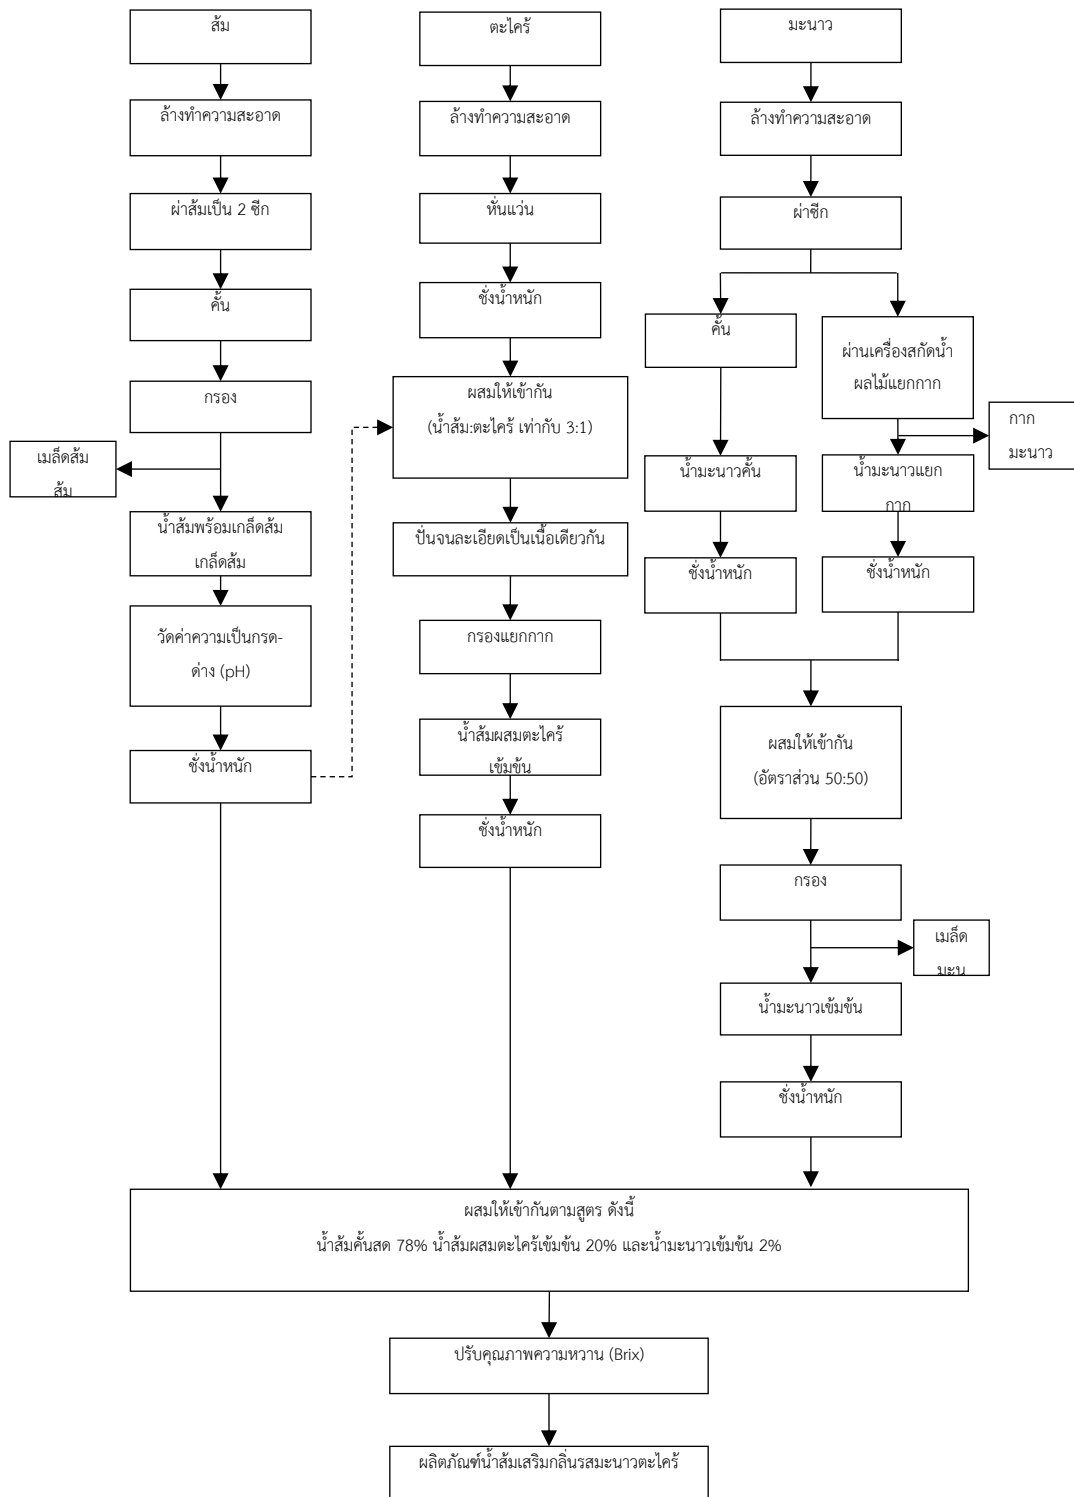 ส้ม
ล้างทำความสะอาด
ผ่าส้มเป็น 2 ซีก
คั้น
กรอง
เมล็ดส้ม
ส้ม
น้ำส้มพร้อมเกล็ดส้ม
เกล็ดส้ม
วัดค่าความเป็นกรด-
ด่าง (pH)
ชั่งน้ำหนัก
ตะไคร้
ล้างทำความสะอาด
หั่นแว่น
ชั่งน้ำหนัก
ผสมให้เข้ากัน
(น้ำส้ม:ตะไคร้ เท่ากับ 3:1)
ปั่นจนละเอียดเป็นเนื้อเดียวกัน
กรองแยกกาก
น้ำส้มผสมตะไคร้
เข้มข้น
ชั่งน้ำหนัก
มะนาว
ล้างทำความสะอาด
ผ่าซีก
คั้น
น้ำมะนาวคั้น
ชั่งน้ำหนัก
ผ่านเครื่องสกัดน้ำ
ผลไม้แยกกาก
กาก
มะนาว
น้ำมะนาวแยก
กาก
ชั่งน้ำหนัก
ผสมให้เข้ากัน
(อัตราส่วน 50:50)
กรอง
เมล็ด
มะน
น้ำมะนาวเข้มข้น
ชั่งน้ำหนัก
ผสมให้เข้ากันตามสูตร ดังนี้
น้ำส้มคั้นสด 78% น้ำส้มผสมตะไคร้เข้มข้น 20% และน้ำมะนาวเข้มข้น 2%
ปรับคุณภาพความหวาน (Brix)
ผลิตภัณฑ์น้ำส้มเสริมกลิ่นรสมะนาวตะไคร้